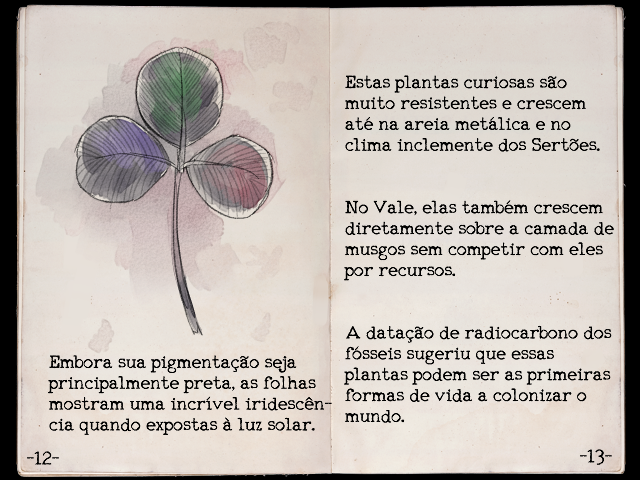 Embora sua pigmentação seja
principalmente preta, as folhas
mostram uma incrível iridescên-
cia quando expostas à luz solar.
-12-
Estas plantas curiosas são
muito resistentes e crescem
até na areia metálica e no
clima inclemente dos Sertões.
No Vale, elas também crescem
diretamente sobre a camada de
musgos sem competir com eles
por recursos.
A datação de radiocarbono dos
fósseis sugeriu que essas
plantas podem ser as primeiras
formas de vida a colonizar o
mundo.
-13-